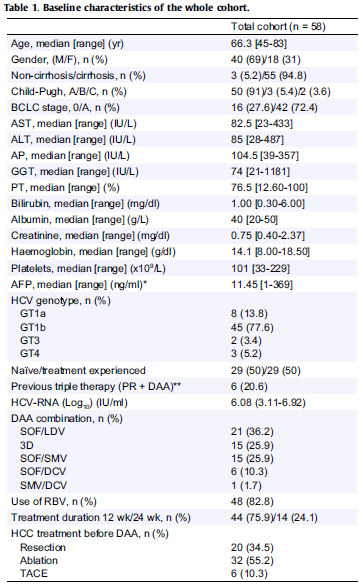 Table 1. Baseline characteristics of the whole cohort.
Total cohort (n = 58)
Age, median [range] (yr) 66.3 [45-83]
Gender, (M/F), n (%) 40 (69)/18 (31)
Non-cirrhosis/cirrhosis, n (%) 3 (5.2)/55 (94.8)
Child-Pugh, A/B/C, n (%) 50 (91)/3 (5.4)/2 (3.6)
BCLC stage, 0/A, n (%) 16 (27.6)/42 (72.4)
AST, median [range] (IU/L) 82.5 [23-433]
ALT, median [range] (IU/L) 85 [28-487]
AP, median [range] (IU/L) 104.5 [39-357]
GGT, median [range] (IU/L) 74 [21-1181]
PT, median [range] (%) 76.5 [12.60-100]
Bilirubin, median [range] (mg/dl) 1.00 [0.30-6.00]
Albumin, median [range] (g/L) 40 [20-50]
Creatinine, median [range] (mg/dl) 0.75 [0.40-2.37]
Haemoglobin, median [range] (g/dl) 14.1 [8.00-18.50]
Platelets, median [range] (x10⁹/L) 101 [33-229]
AFP, median [range] (ng/ml)* 11.45 [1-369]
HCV genotype, n (%)
GT1a 8 (13.8)
GT1b 45 (77.6)
GT3 2 (3.4)
GT4 3 (5.2)
Naïve/treatment experienced 29 (50)/29 (50)
Previous triple therapy (PR + DAA)** 6 (20.6)
HCV-RNA (Log₁₀) (IU/ml) 6.08 (3.11-6.92)
DAA combination, n (%)
SOF/LDV 21 (36.2)
3D 15 (25.9)
SOF/SMV 15 (25.9)
SOF/DCV 6 (10.3)
SMV/DCV 1 (1.7)
Use of RBV, n (%) 48 (82.8)
Treatment duration 12 wk/24 wk, n (%) 44 (75.9)/14 (24.1)
HCC treatment before DAA, n (%)
Resection 20 (34.5)
Ablation 32 (55.2)
TACE 6 (10.3)